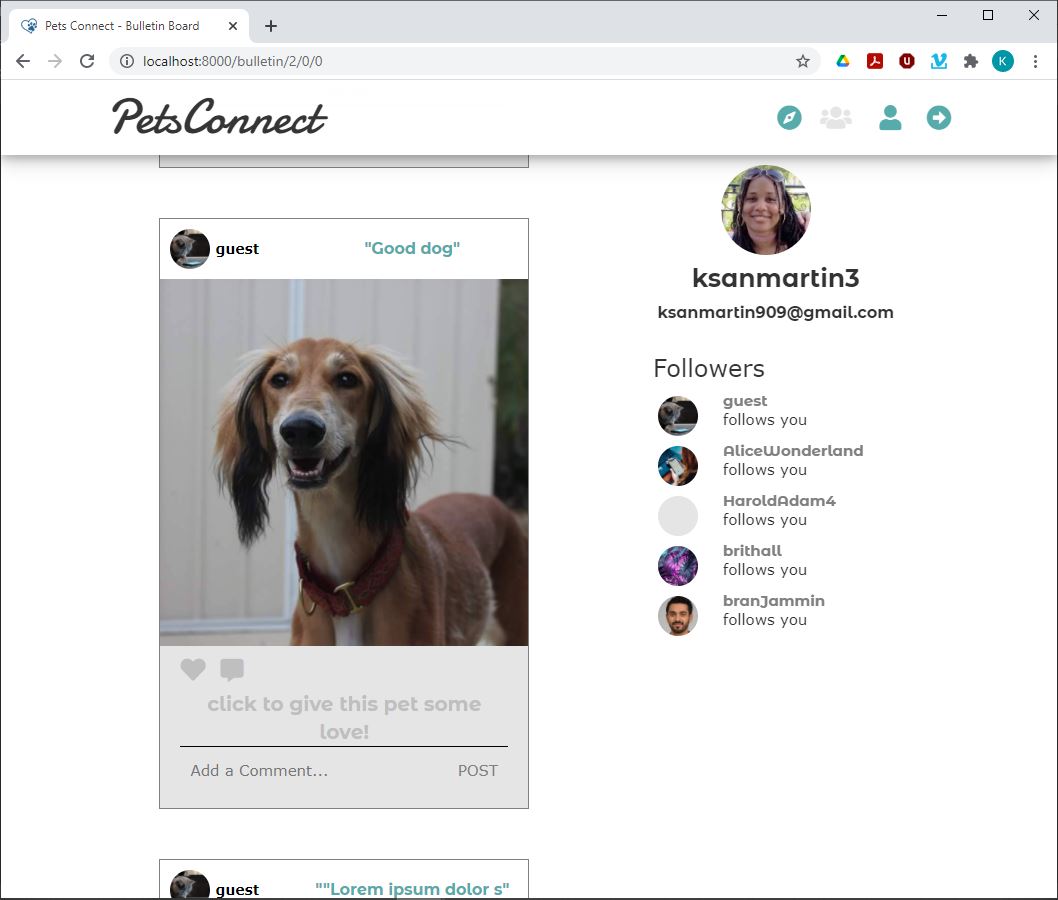 Pets Connect - Bulletin Board
localhost:8000/bulletin/2/0/0
K
PetsConnect
guest
"Good dog"
click to give this pet some
love!
Add a Comment...
POST
guest
""Lorem ipsum dolor s"
ksanmartin3
ksanmartin909@gmail.com
Followers
guest
follows you
AliceWonderland
follows you
HaroldAdam4
follows you
brithall
follows you
branJammin
follows you